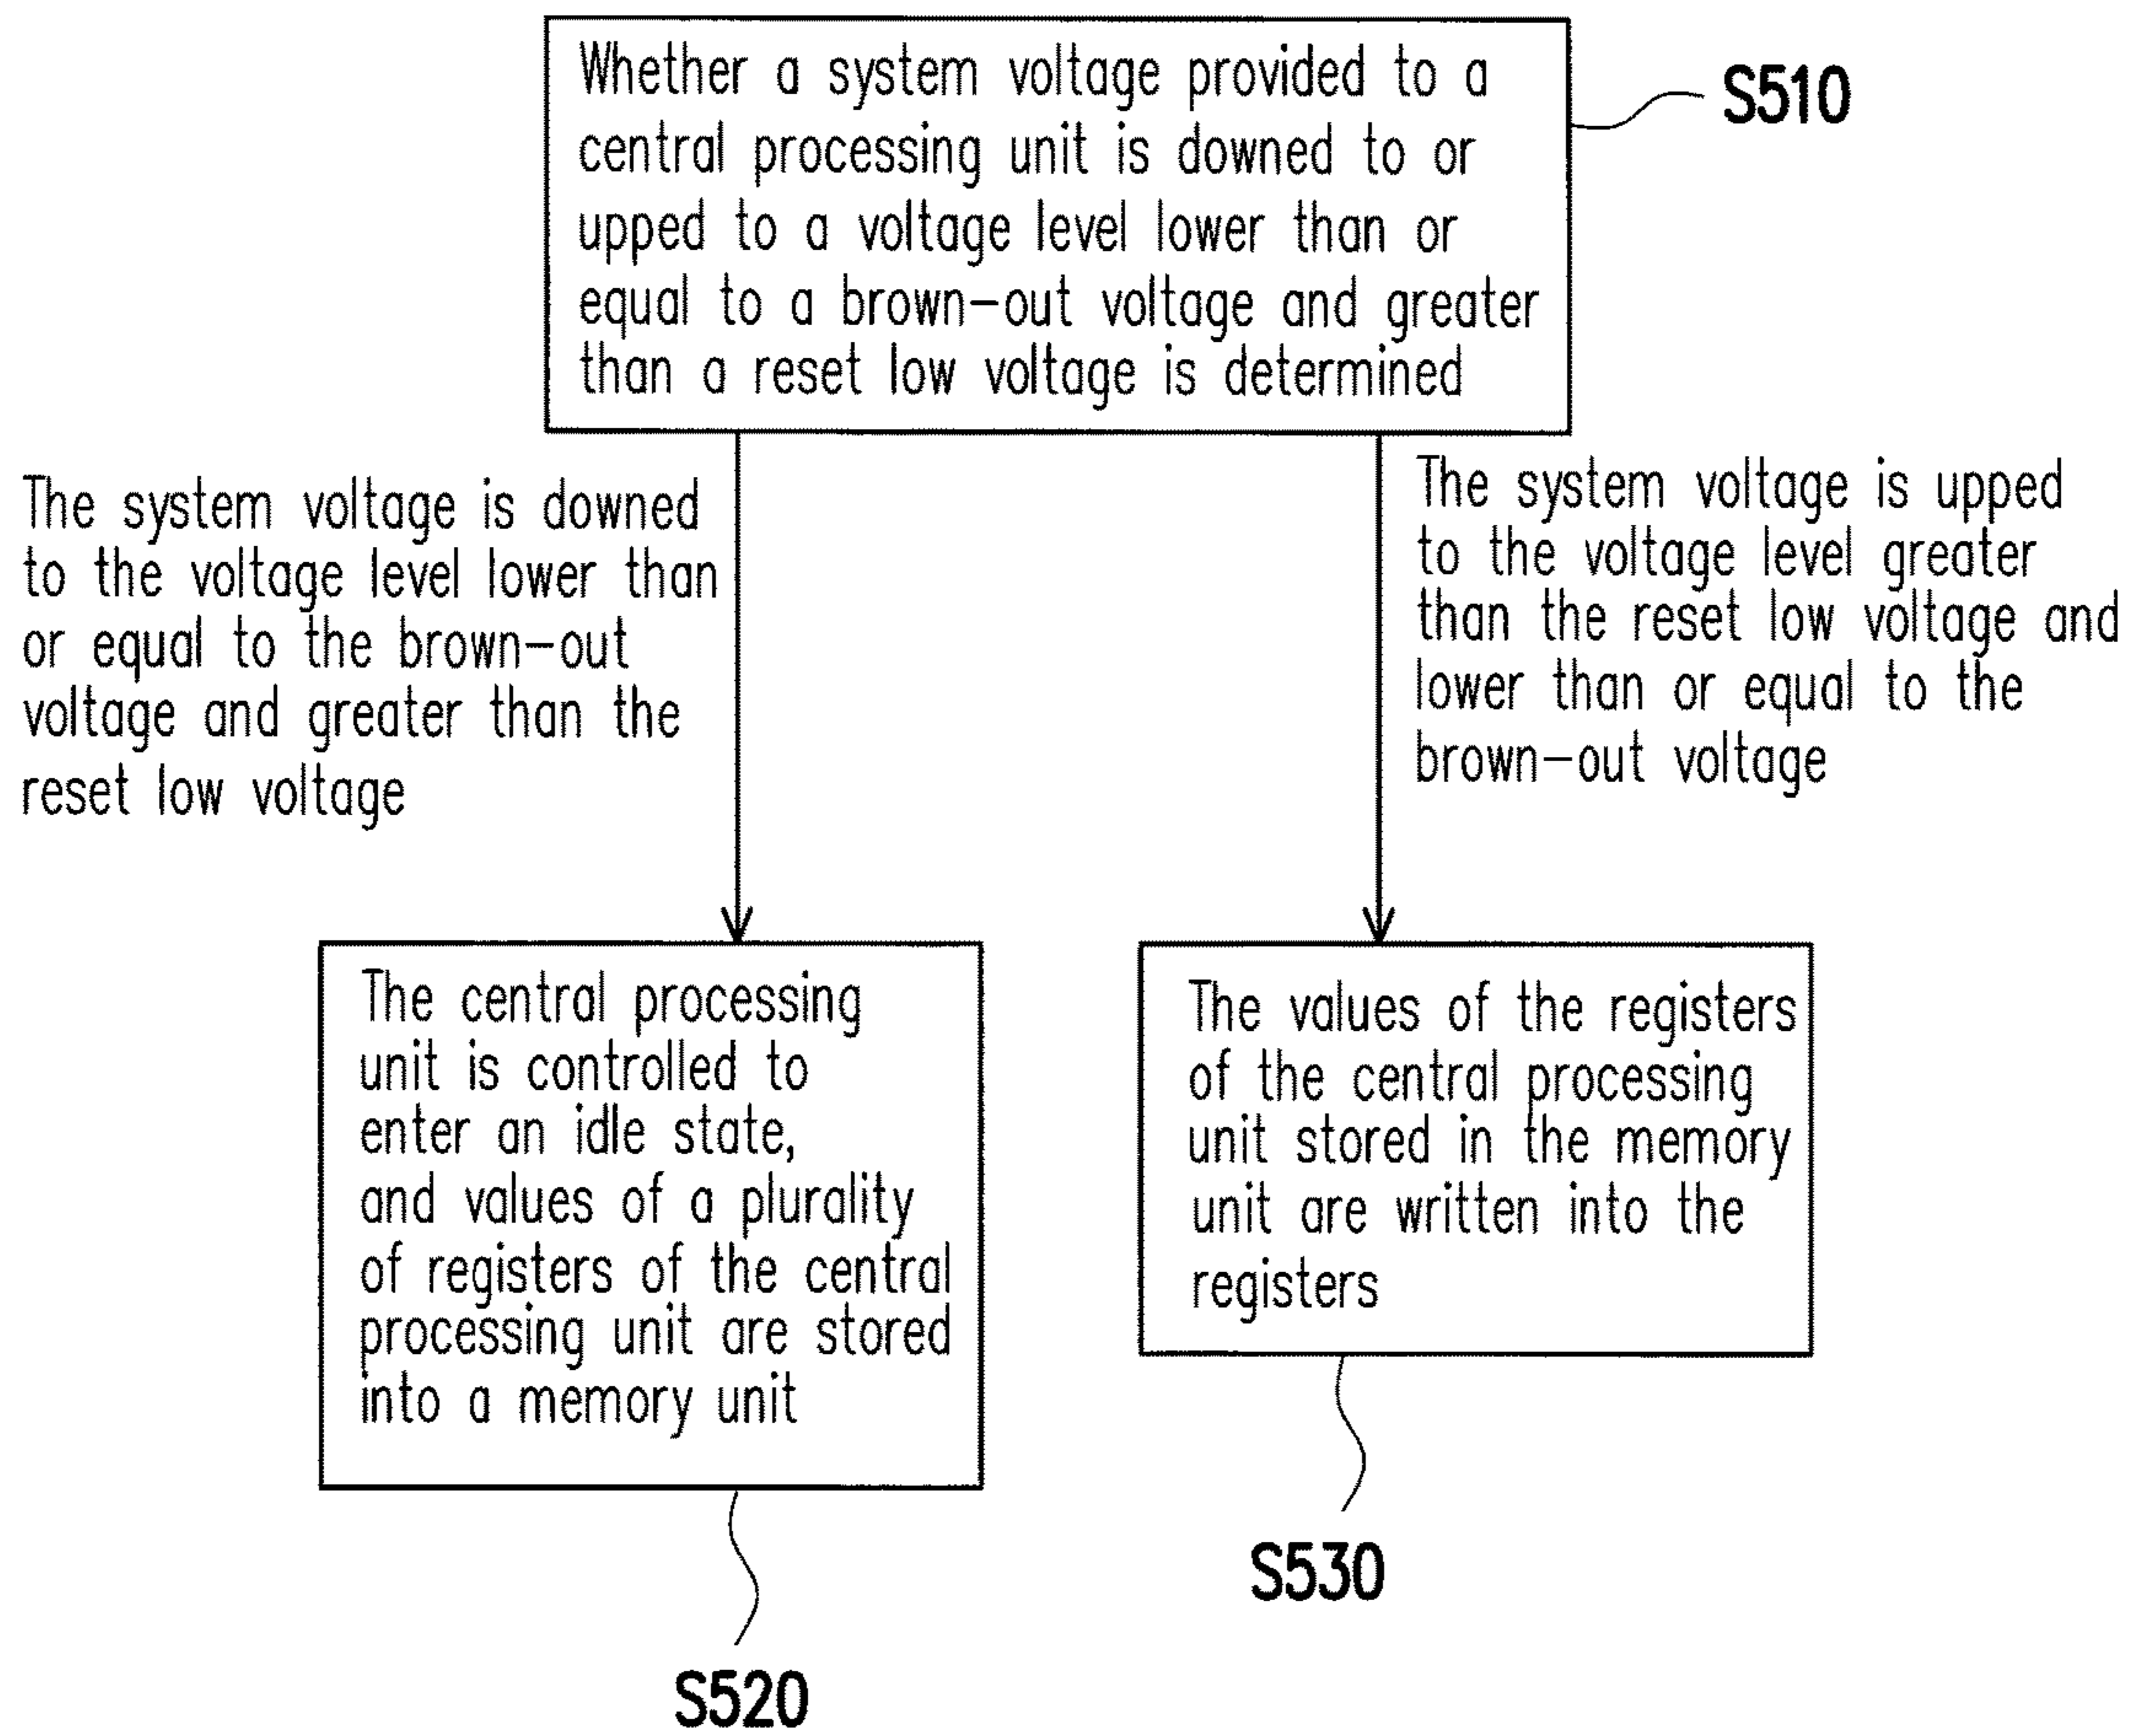 Whether a system voltage provided to a
central processing unit is downed to or
upped to a voltage level lower than or
equal to a brown-out voltage and greater
than a reset low voltage is determined
S510
The system voltage is downed
to the voltage level lower than
or equal to the brown-out
voltage and greater than the
reset low voltage
The system voltage is upped
to the voltage level greater
than the reset low voltage and
lower than or equal to the
brown-out voltage
The central processing
unit is controlled to
enter an idle state,
and values of a plurality
of registers of the central
processing unit are stored
into a memory unit
S520
The values of the registers
of the central processing
unit stored in the memory
unit are written into the
registers
S530